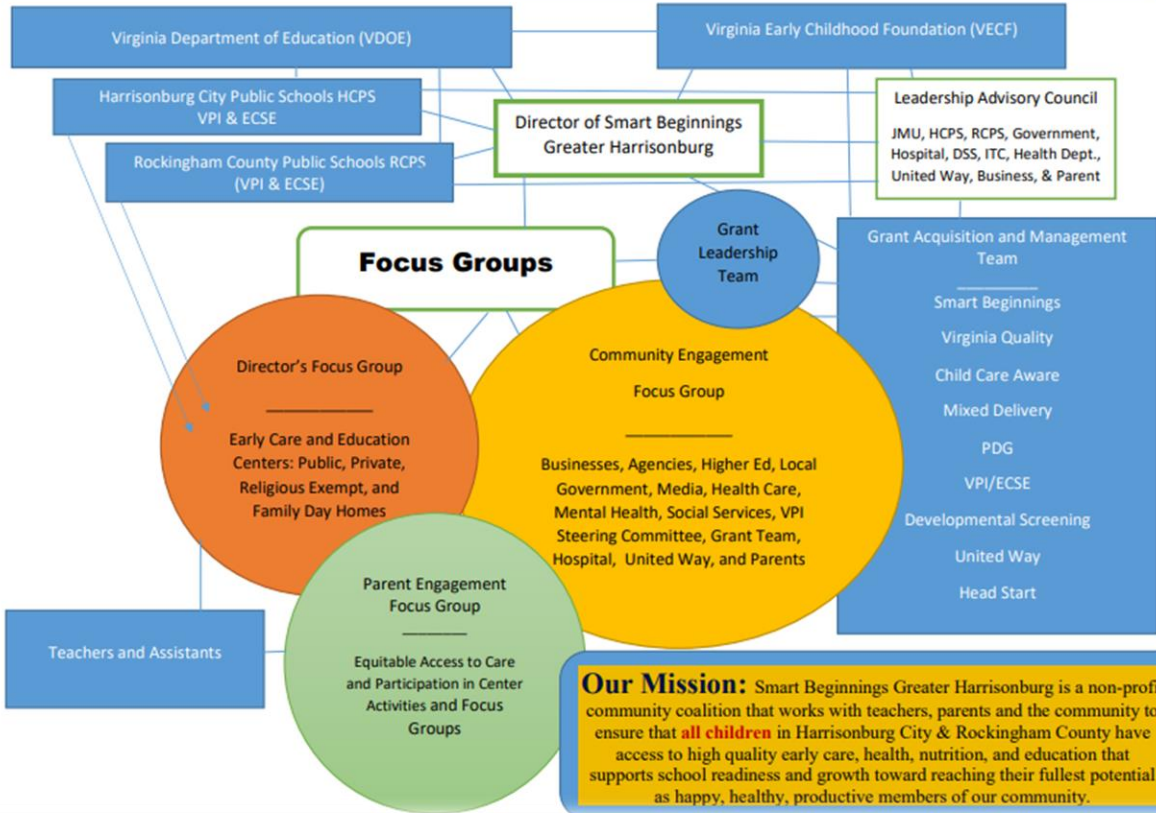 Virginia Department of Education (VDOE)
Virginia Early Childhood Foundation (VECF)
Harrisonburg City Public Schools HCPS
VPI & ECSE
Rockingham County Public Schools RCPS
(VPI & ECSE)
Director of Smart Beginnings
Greater Harrisonburg
Leadership Advisory Council
JMU, HCPS, RCPS, Government,
Hospital, DSS, ITC, Health Dept.,
United Way, Business, & Parent
Focus Groups
Grant
Leadership
Team
Grant Acquisition and Management
Team
Smart Beginnings
Virginia Quality
Child Care Aware
Mixed Delivery
PDG
VPI/ECSE
Developmental Screening
United Way
Head Start
Director’s Focus Group
Early Care and Education
Centers: Public, Private,
Religious Exempt, and
Family Day Homes
Community Engagement
Focus Group
Businesses, Agencies, Higher Ed, Local
Government, Media, Health Care,
Mental Health, Social Services, VPI
Steering Committee, Grant Team,
Hospital, United Way, and Parents
Parent Engagement
Focus Group
Equitable Access to Care
and Participation in Center
Activities and Focus
Groups
Teachers and Assistants
Our Mission: Smart Beginnings Greater Harrisonburg is a non-profi
community coalition that works with teachers, parents and the community to
ensure that all children in Harrisonburg City & Rockingham County have
access to high quality early care, health, nutrition, and education that
supports school readiness and growth toward reaching their fullest potential
as happy, healthy, productive members of our community.